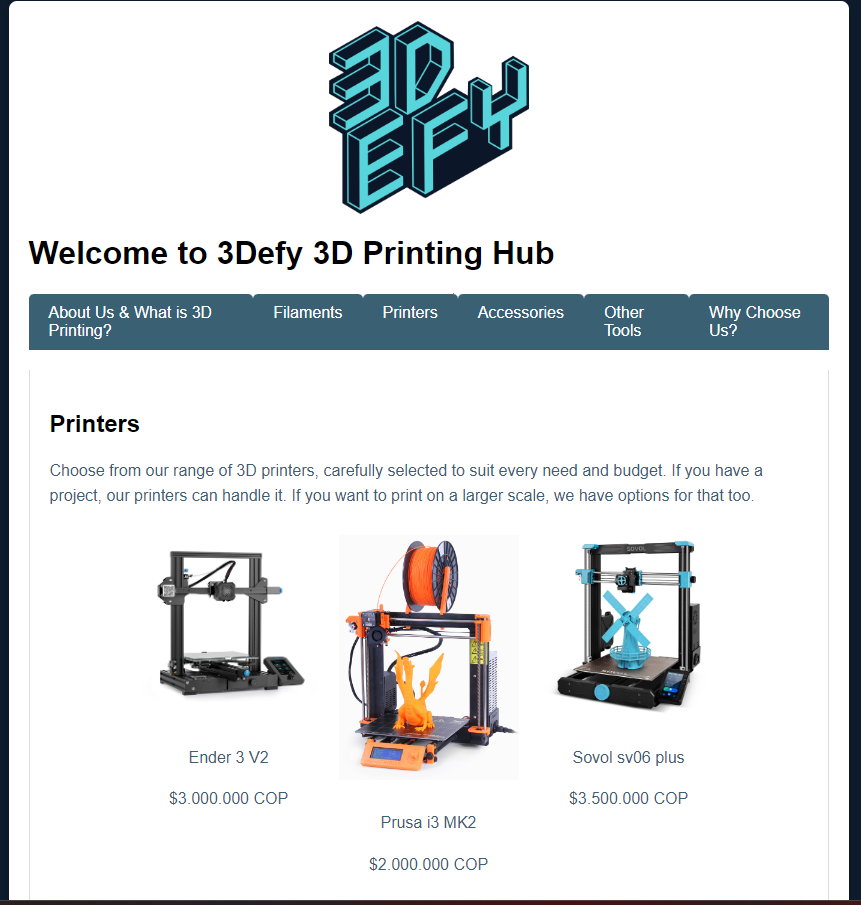 3D
EFY
Welcome to 3Defy 3D Printing Hub
About Us & What is 3D
Printing?
Filaments
Printers
Accessories
Other
Tools
Why Choose
Us?
Printers
Choose from our range of 3D printers, carefully selected to suit every need and budget. If you have a
project, our printers can handle it. If you want to print on a larger scale, we have options for that too.
SOVOL
Ender 3 V2
$3.000.000 COP
Prusa i3 MK2
$2.000.000 COP
Sovol sv06 plus
$3.500.000 COP